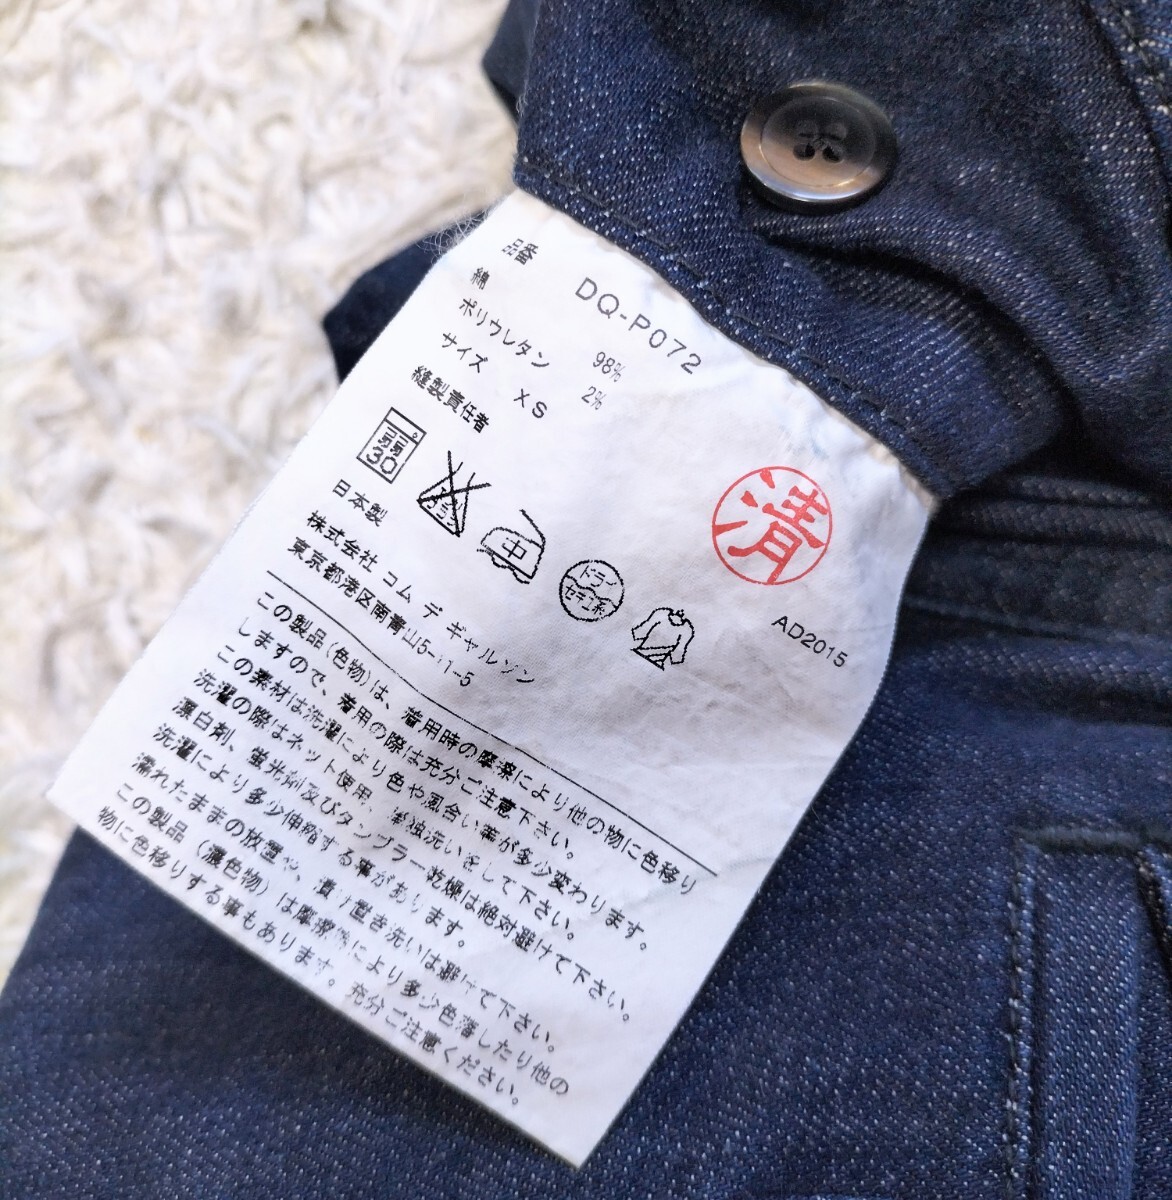 品番 DQ-P072
綿 98%
ポリウレタン 2%
サイズ XS
縫製責任者
清
弱
30
エンソ
サラシ
中
ドライ
セキユ系
AD2015
日本製
株式会社 コム デ ギャルソン
東京都港区南青山5-11-5
この製品(色物)は、着用時の摩擦により他の物に色移り
しますので、着用の際は充分ご注意下さい。
この素材は洗濯により色や風合い等が多少変わります。
洗濯の際はネット使用、単独洗いをして下さい。
漂白剤、蛍光剤及びタンブラー乾燥は絶対避けて下さい。
洗濯により多少伸縮する事があります。
濡れたままの放置や、漬け置き洗いは避けて下さい。
この製品(濃色物)は摩擦等により多少色落したり他の
物に色移りする事もあります。充分ご注意ください。